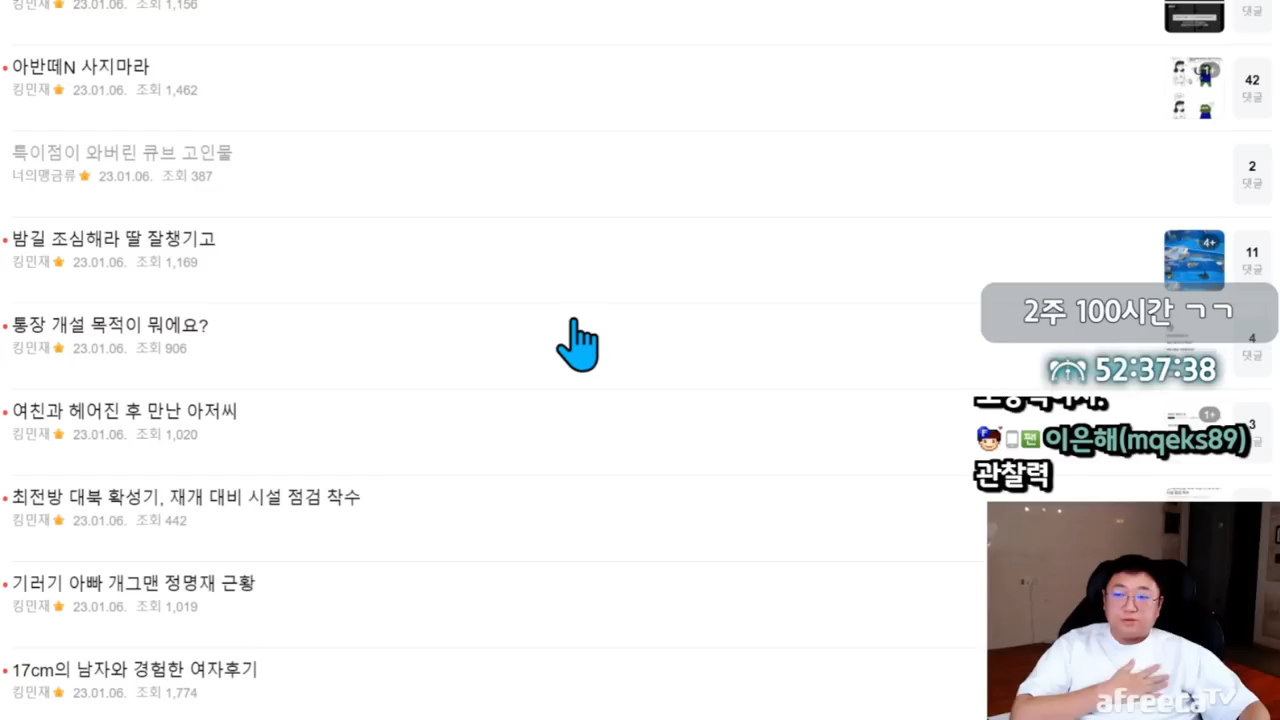 킹민재 23.01.06. 조회 1,156
댓글
아반떼N 사지마라
킹민재 23.01.06. 조회 1,462
1+
42
댓글
특이점이 와버린 큐브 고인물
너의맹금류 23.01.06. 조회 387
2
댓글
밤길 조심해라 딸 잘챙기고
킹민재 23.01.06. 조회 1,169
4+
11
댓글
2주 100시간 ㄱㄱ
통장 개설 목적이 뭐에요?
킹민재 23.01.06. 조회 906
4
댓글
52:37:38
여친과 헤어진 후 만난 아저씨
킹민재 23.01.06. 조회 1,020
1+
3
이은해(mqeks89)
관찰력
최전방 대북 확성기, 재개 대비 시설 점검 착수
킹민재 23.01.06. 조회 442
기러기 아빠 개그맨 정명재 근황
킹민재 23.01.06. 조회 1,019
17cm의 남자와 경험한 여자후기
킹민재 23.01.06. 조회 1,774
afreecaTV